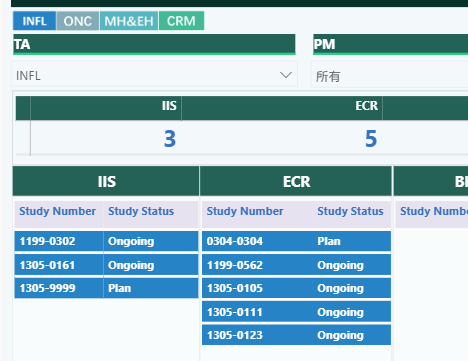 INFL ONC MH&EH CRM
TA PM
INFL 所有
IIS ECR
3 5
IIS ECR
Study Number Study Status Study Number Study Status
1199-0302 Ongoing 0304-0304 Plan
1305-0161 Ongoing 1199-0562 Ongoing
1305-9999 Plan 1305-0105 Ongoing
1305-0111 Ongoing
1305-0123 Ongoing